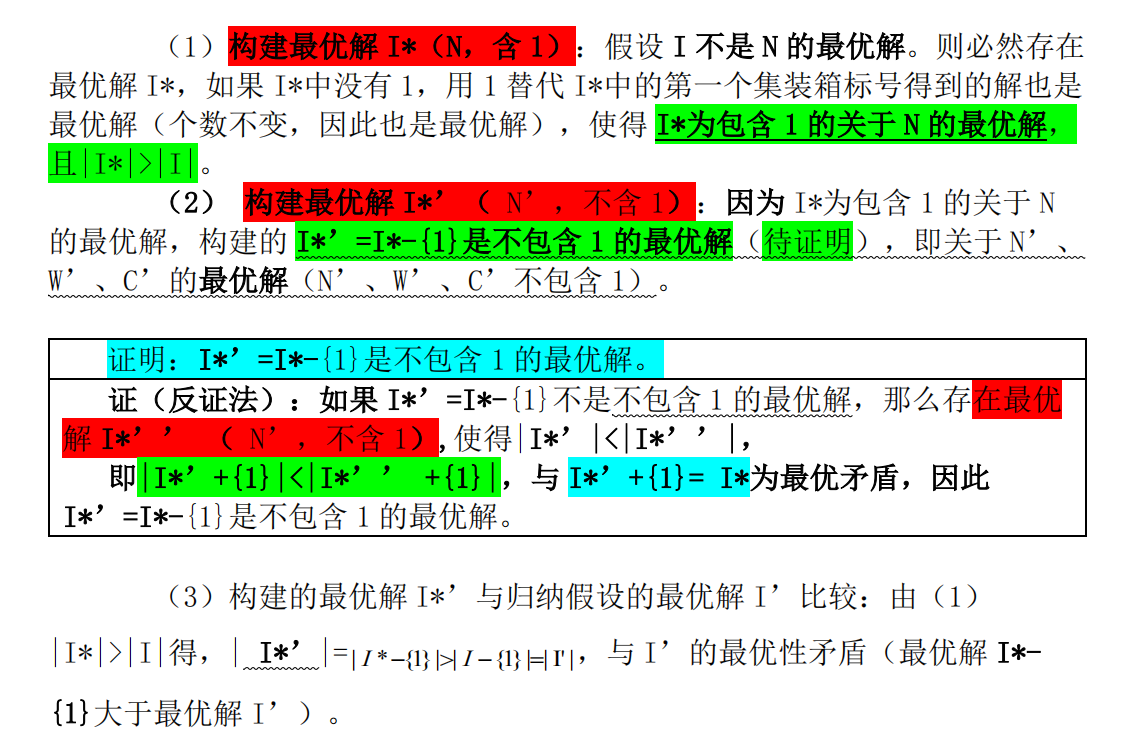 （1）构建最优解 I*（N，含 1）：假设 I 不是 N 的最优解。则必然存在
最优解 I*，如果 I*中没有 1，用 1 替代 I*中的第一个集装箱标号得到的解也是
最优解（个数不变，因此也是最优解），使得 I*为包含 1 的关于 N 的最优解，
且|I*|>|I|。
（2） 构建最优解 I*’（ N’，不含 1）：因为 I*为包含 1 的关于 N
的最优解，构建的 I*’=I*-{1}是不包含 1 的最优解（待证明），即关于 N’、
W’、C’的最优解（N’、W’、C’不包含 1）。
证明：I*’=I*-{1}是不包含 1 的最优解。
证（反证法）：如果 I*’=I*-{1}不是不包含 1 的最优解，那么存在最优
解 I*’’ （ N’，不含 1）,使得|I*’|<|I*’’|，
即|I*’+{1}|<|I*’’ +{1}|，与 I*’+{1}= I*为最优矛盾，因此
I*’=I*-{1}是不包含 1 的最优解。
（3）构建的最优解 I*’与归纳假设的最优解 I’比较：由（1）
|I*|>|I|得，| I*’|=| I *-{1}|>| I -{1}|=| I'|，与 I’的最优性矛盾（最优解 I*-
{1}大于最优解 I’）。